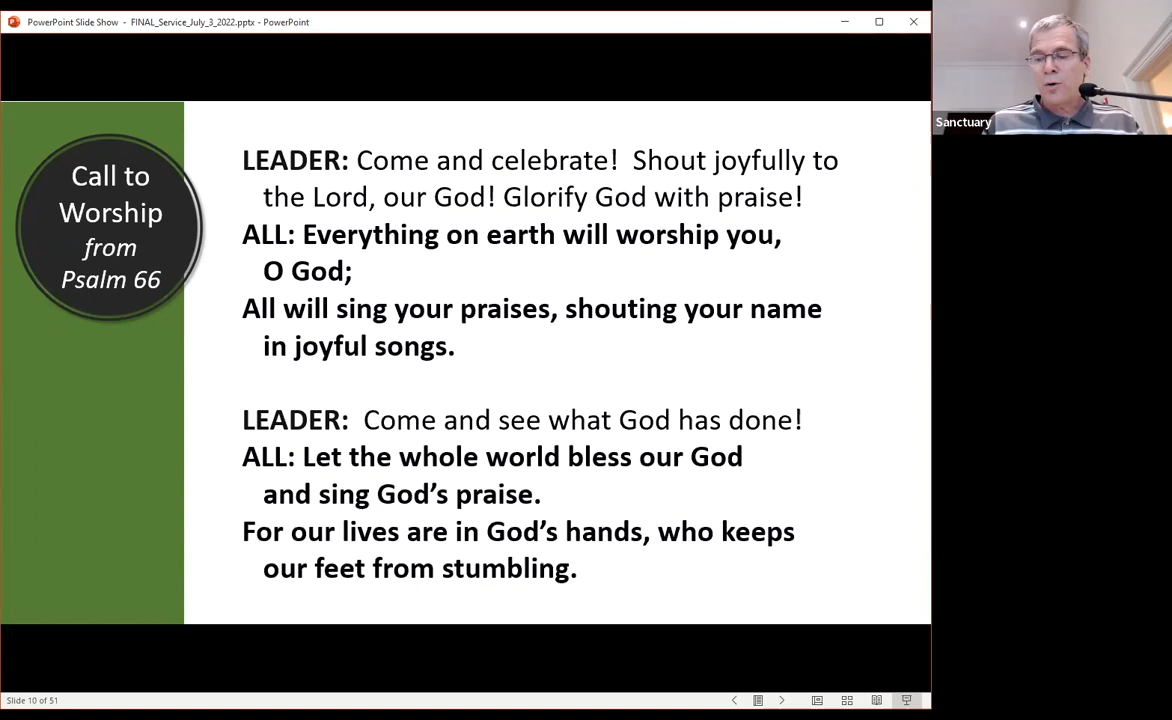 PowerPoint Slide Show - FINAL_Service_July_3_2022.pptx - PowerPoint
Sanctuary
Call to
Worship
from
Psalm 66
LEADER: Come and celebrate!  Shout joyfully to
the Lord, our God! Glorify God with praise!
ALL: Everything on earth will worship you,
O God;
All will sing your praises, shouting your name
in joyful songs.
LEADER:  Come and see what God has done!
ALL: Let the whole world bless our God
and sing God’s praise.
For our lives are in God’s hands, who keeps
our feet from stumbling.
Slide 10 of 51